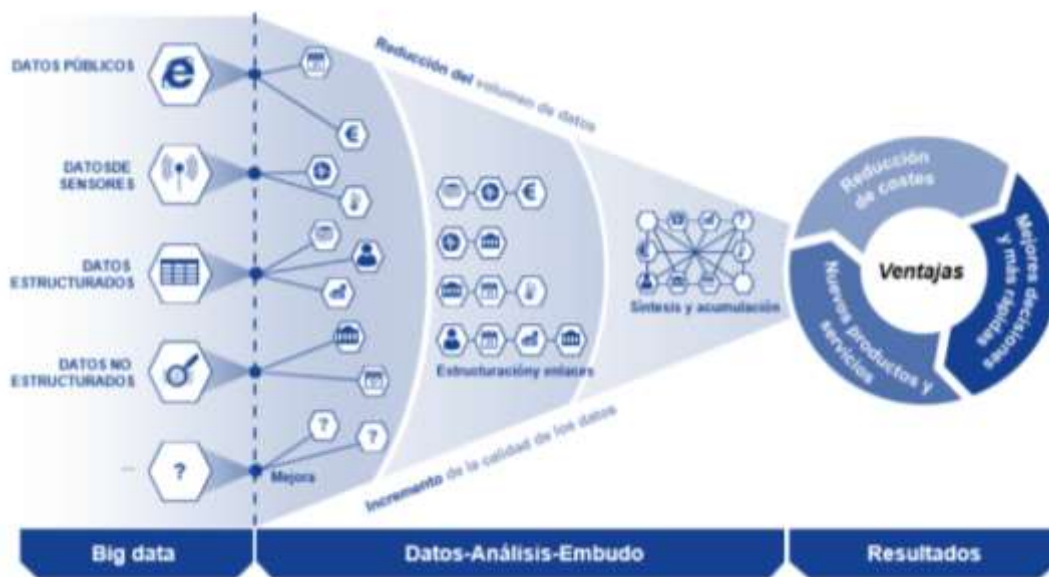 DATOS PÚBLICOS
DATOSDE
SENSORES
DATOS
ESTRUCTURADOS
DATOS NO
ESTRUCTURADOS
...
?
Mejora
?
?
Reducción del volumen de datos
€
€
Estructuracióny enlaces
Incremento de la calidad de los datos
?
€
Síntesis y acumulación
Reducción
de costes
Mejores decisiones
y más rápidas
Nuevos productos y
servicios
Ventajas
Big data
Datos-Análisis-Embudo
Resultados